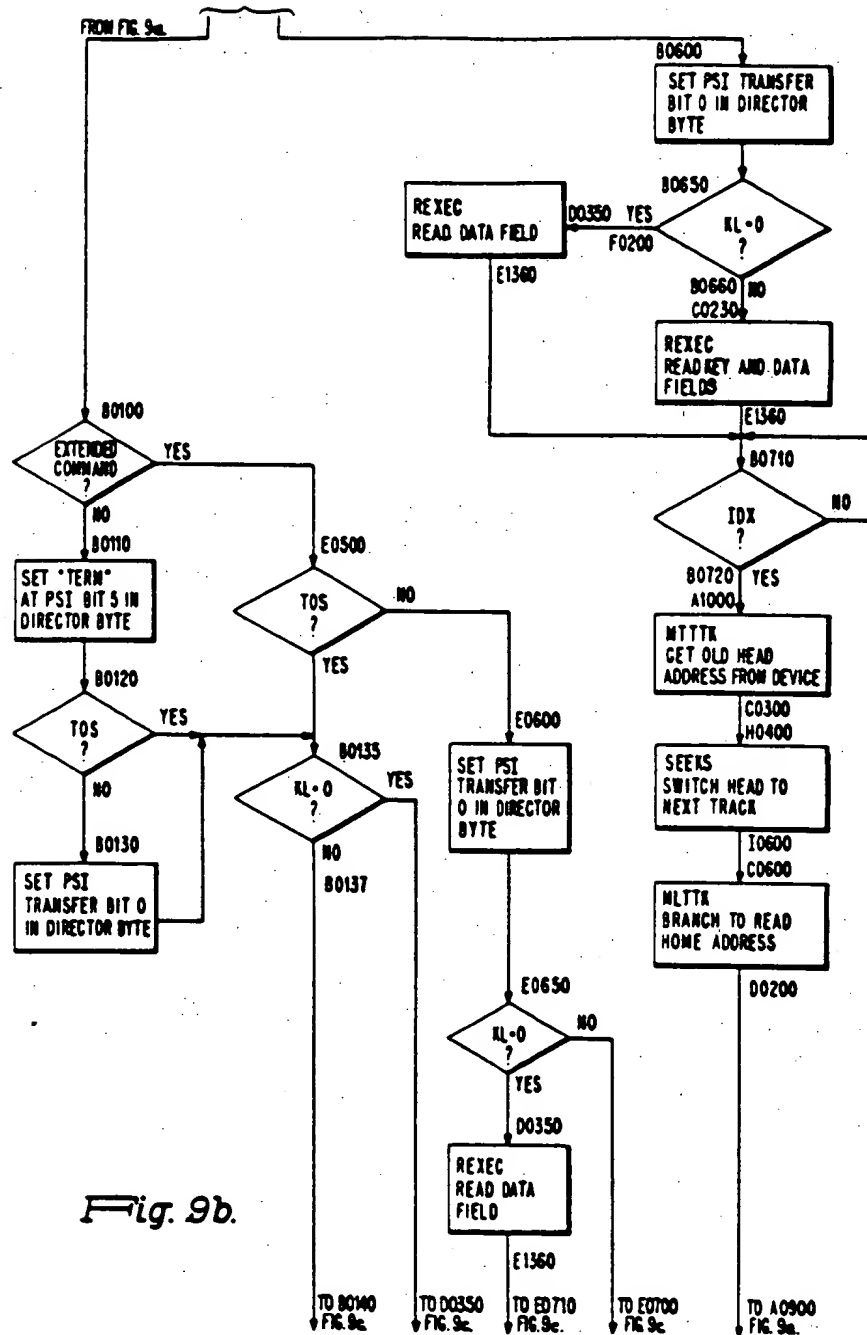 FROM FIG. 9a.
B0600
SET PSI TRANSFER
BIT 0 IN DIRECTOR
BYTE
B0650
KL=0
?
D0350 YES
F0200
REXEC
READ DATA FIELD
E1360
B0660 NO
C0230
REXEC
READ KEY AND DATA
FIELDS
E1360
B0710
IDX
?
NO
B0720 YES
A1000
MTTTK
GET OLD HEAD
ADDRESS FROM DEVICE
C0300
H0400
SEEKS
SWITCH HEAD TO
NEXT TRACK
I0600
C0600
MLTTK
BRANCH TO READ
HOME ADDRESS
D0200
TO A0900
FIG. 9a.
B0100
EXTENDED
COMMAND
?
YES
NO
B0110
SET "TERM"
AT PSI BIT 5 IN
DIRECTOR BYTE
B0120
TOS
?
YES
NO
B0130
SET PSI
TRANSFER BIT 0
IN DIRECTOR BYTE
E0500
TOS
?
NO
YES
B0135
KL=0
?
YES
NO
B0137
TO B0140
FIG. 9c.
TO D0350
FIG. 9c.
E0600
SET PSI
TRANSFER BIT
0 IN DIRECTOR
BYTE
E0650
KL=0
?
NO
YES
D0350
REXEC
READ DATA
FIELD
E1360
TO E0710
FIG. 9c.
TO E0700
FIG. 9c.
Fig. 9b.